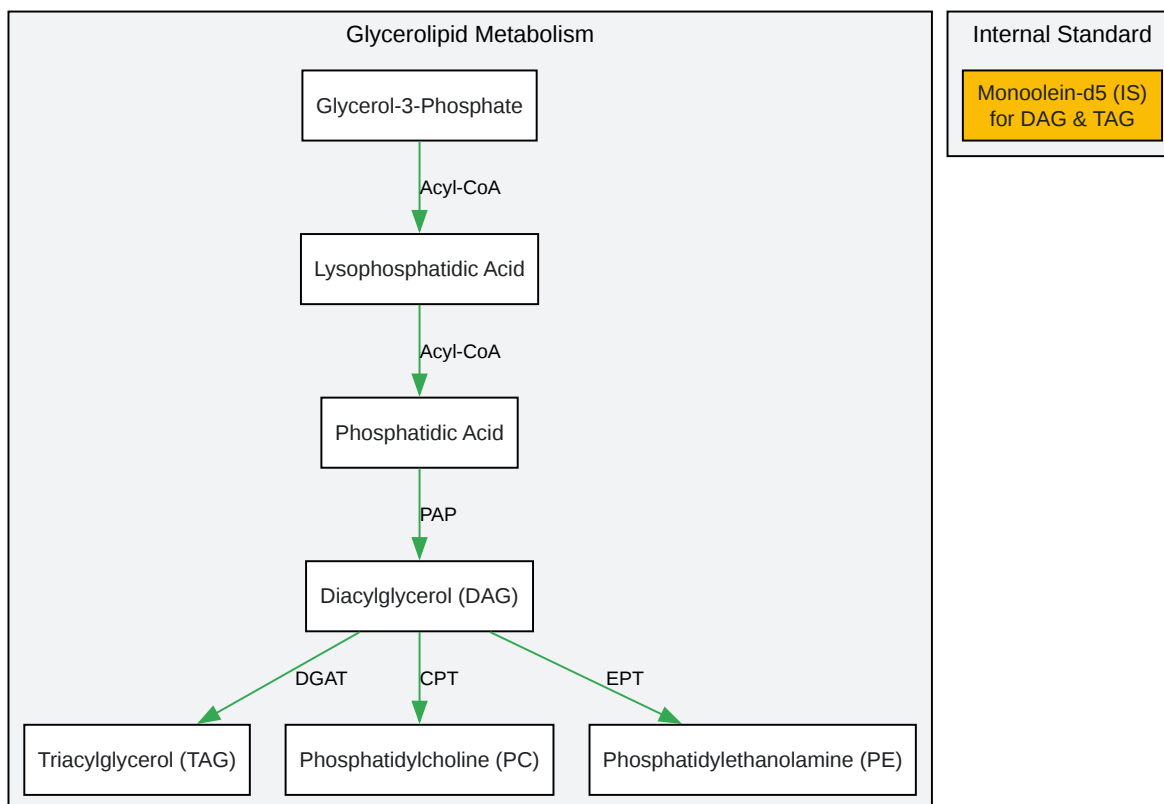 Glycerolipid Metabolism
Glycerol-3-Phosphate
Acyl-CoA
Lysophosphatidic Acid
Acyl-CoA
Phosphatidic Acid
PAP
Diacylglycerol (DAG)
DGAT
CPT
EPT
Triacylglycerol (TAG)
Phosphatidylcholine (PC)
Phosphatidylethanolamine (PE)
Internal Standard
Monoolein-d5 (IS)
for DAG & TAG